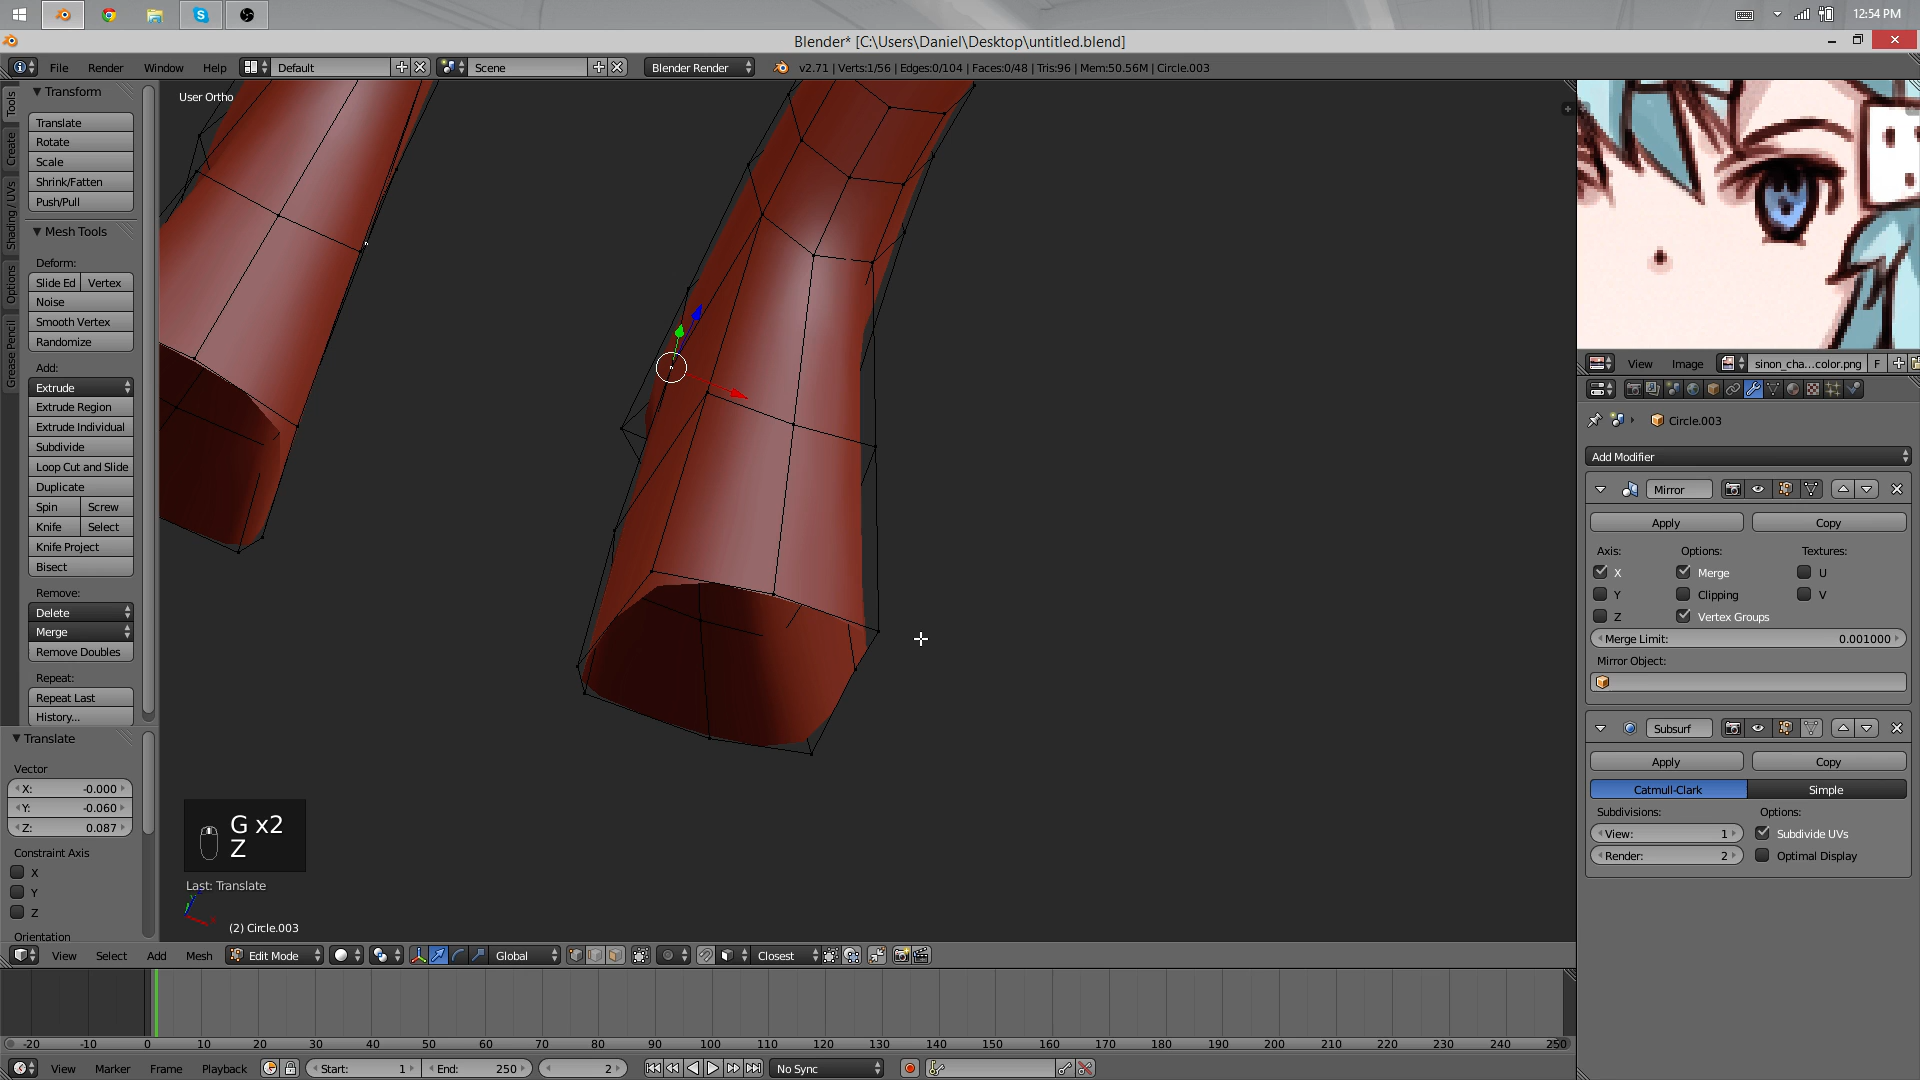 12:54 PM
Blender* [C:\Users\Daniel\Desktop\untitled.blend]
File Render Window Help Default Scene Blender Render v2.71 | Verts:1/56 | Edges:0/104 | Faces:0/48 | Tris:96 | Mem:50.56M | Circle.003
Tools
Create
Shading / UVs
Options
Grease Pencil
Transform
Translate
Rotate
Scale
Shrink/Fatten
Push/Pull
Mesh Tools
Deform:
Slide Ed Vertex
Noise
Smooth Vertex
Randomize
Add:
Extrude
Extrude Region
Extrude Individual
Subdivide
Loop Cut and Slide
Duplicate
Spin Screw
Knife Select
Knife Project
Bisect
Remove:
Delete
Merge
Remove Doubles
Repeat:
Repeat Last
History...
Translate
Vector
X: -0.000
Y: -0.060
Z: 0.087
Constraint Axis
X
Y
Z
Orientation
User Ortho
G x2
Z
Last: Translate
(2) Circle.003
View Select Add Mesh Edit Mode Global Closest
-20 -10 0 10 20 30 40 50 60 70 80 90 100 110 120 130 140 150 160 170 180 190 200 210 220 230 240 250
View Marker Frame Playback Start: 1 End: 250 2 No Sync
View Image sinon_cha...color.png F
Circle.003
Add Modifier
Mirror
Apply Copy
Axis: Options: Textures:
X Merge U
Y Clipping V
Z Vertex Groups
Merge Limit: 0.001000
Mirror Object:
Subsurf
Apply Copy
Catmull-Clark Simple
Subdivisions: Options:
View: 1 Subdivide UVs
Render: 2 Optimal Display